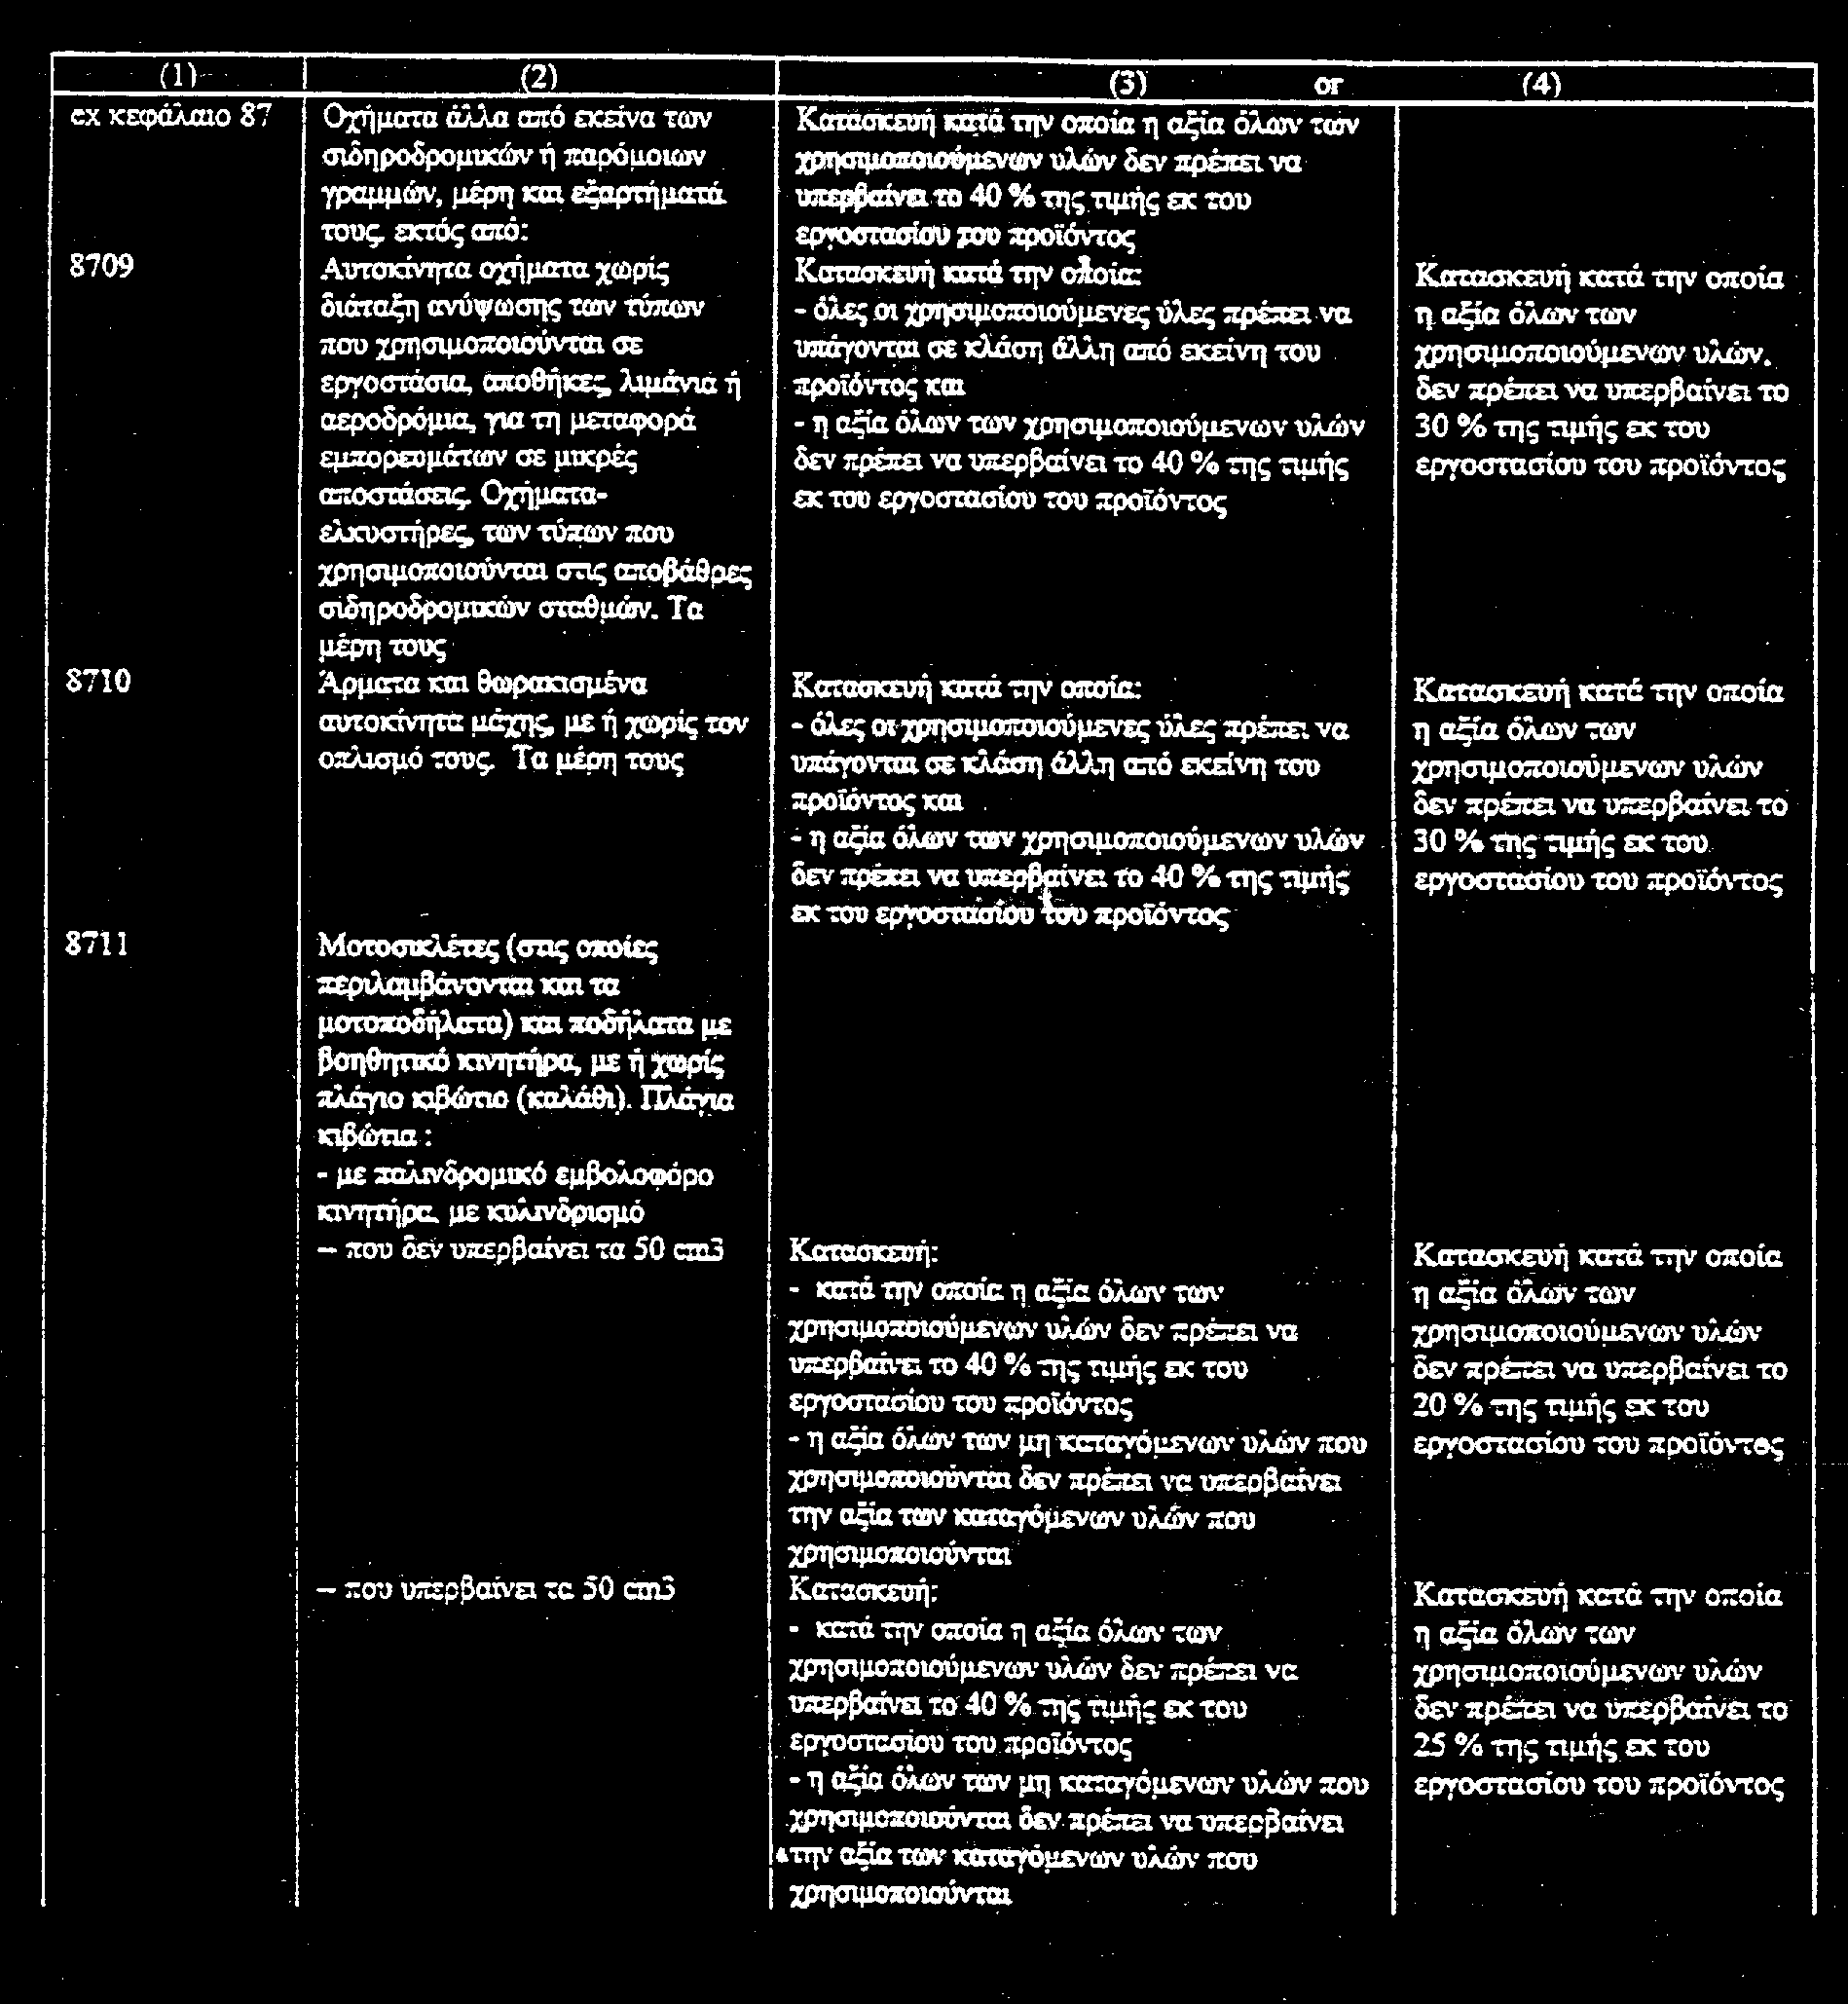 (1) (2) (3) or (4)
ex κεφάλαιο 87
Οχήματα άλλα από εκείνα των
σιδηροδρομικών ή παρόμοιων
γραμμών, μέρη και εξαρτήματά
τους, εκτός από:
Κατασκευή κατά την οποία η αξία όλων των
χρησιμοποιούμενων υλών δεν πρέπει να
υπερβαίνει το 40 % της τιμής εκ του
εργοστασίου του προϊόντος
8709
Αυτοκίνητα οχήματα χωρίς
διάταξη ανύψωσης των τύπων
που χρησιμοποιούνται σε
εργοστάσια, αποθήκες, λιμάνια ή
αεροδρόμια, για τη μεταφορά
εμπορευμάτων σε μικρές
αποστάσεις. Οχήματα-
ελκυστήρες, των τύπων που
χρησιμοποιούνται στις αποβάθρες
σιδηροδρομικών σταθμών. Τα
μέρη τους
Κατασκευή κατά την οποία:
- όλες οι χρησιμοποιούμενες ύλες πρέπει να
υπάγονται σε κλάση άλλη από εκείνη του
προϊόντος και
- η αξία όλων των χρησιμοποιούμενων υλών
δεν πρέπει να υπερβαίνει το 40 % της τιμής
εκ του εργοστασίου του προϊόντος
Κατασκευή κατά την οποία
η αξία όλων των
χρησιμοποιούμενων υλών.
δεν πρέπει να υπερβαίνει το
30 % της τιμής εκ του
εργοστασίου του προϊόντος
8710
Άρματα και θωρακισμένα
αυτοκίνητα μάχης, με ή χωρίς τον
οπλισμό τους. Τα μέρη τους
Κατασκευή κατά την οποία:
- όλες οι χρησιμοποιούμενες ύλες πρέπει να
υπάγονται σε κλάση άλλη από εκείνη του
προϊόντος και
- η αξία όλων των χρησιμοποιούμενων υλών
δεν πρέπει να υπερβαίνει το 40 % της τιμής
εκ του εργοστασίου του προϊόντος
Κατασκευή κατά την οποία
η αξία όλων των
χρησιμοποιούμενων υλών
δεν πρέπει να υπερβαίνει το
30 % της τιμής εκ του
εργοστασίου του προϊόντος
8711
Μοτοσικλέτες (στις οποίες
περιλαμβάνονται και τα
μοτοποδήλατα) και ποδήλατα με
βοηθητικό κινητήρα, με ή χωρίς
πλάγιο κιβώτιο (καλάθι). Πλάγια
κιβώτια :
- με παλινδρομικό εμβολοφόρο
κινητήρα, με κυλινδρισμό
-- που δεν υπερβαίνει τα 50 cm3
Κατασκευή:
- κατά την οποία η αξία όλων των
χρησιμοποιούμενων υλών δεν πρέπει να
υπερβαίνει το 40 % της τιμής εκ του
εργοστασίου του προϊόντος
- η αξία όλων των μη καταγόμενων υλών που
χρησιμοποιούνται δεν πρέπει να υπερβαίνει
την αξία των καταγόμενων υλών που
χρησιμοποιούνται
Κατασκευή κατά την οποία
η αξία όλων των
χρησιμοποιούμενων υλών
δεν πρέπει να υπερβαίνει το
20 % της τιμής εκ του
εργοστασίου του προϊόντος
-- που υπερβαίνει τα 50 cm3
Κατασκευή:
- κατά την οποία η αξία όλων των
χρησιμοποιούμενων υλών δεν πρέπει να
υπερβαίνει το 40 % της τιμής εκ του
εργοστασίου του προϊόντος
- η αξία όλων των μη καταγόμενων υλών που
χρησιμοποιούνται δεν πρέπει να υπερβαίνει
την αξία των καταγόμενων υλών που
χρησιμοποιούνται
Κατασκευή κατά την οποία
η αξία όλων των
χρησιμοποιούμενων υλών
δεν πρέπει να υπερβαίνει το
25 % της τιμής εκ του
εργοστασίου του προϊόντος